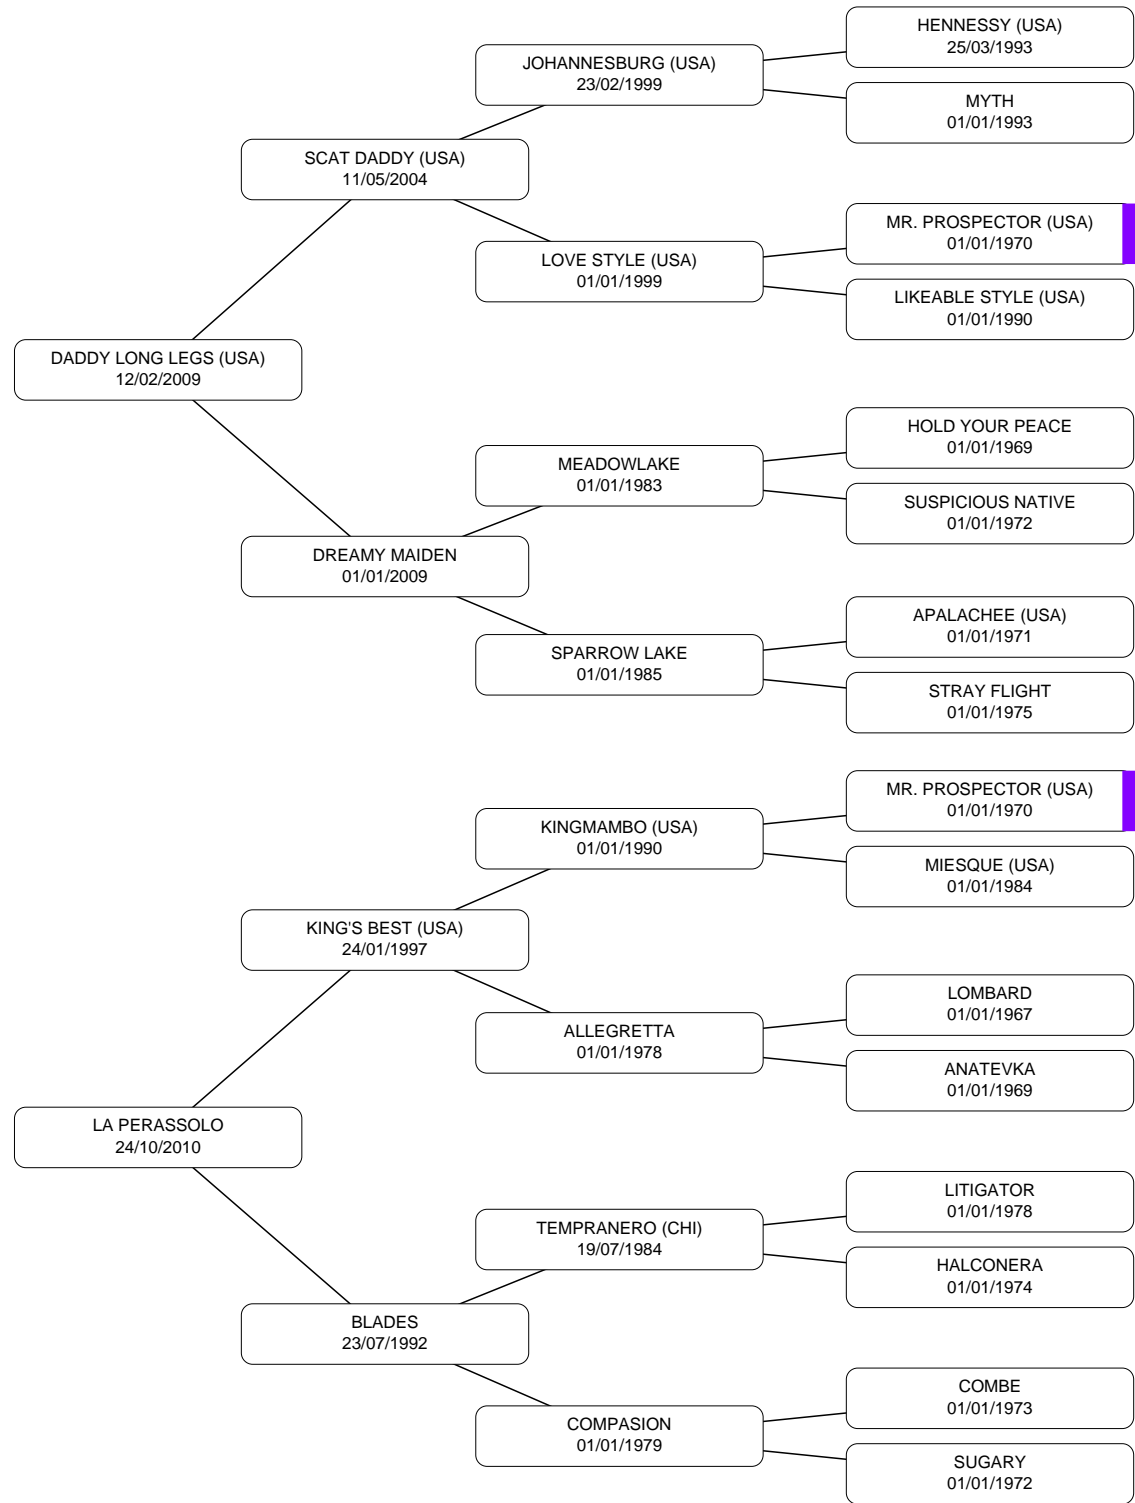 HENNESSY (USA)
25/03/1993
JOHANNESBURG (USA)
23/02/1999
MYTH
01/01/1993
SCAT DADDY (USA)
11/05/2004
MR. PROSPECTOR (USA)
01/01/1970
LOVE STYLE (USA)
01/01/1999
LIKEABLE STYLE (USA)
01/01/1990
DADDY LONG LEGS (USA)
12/02/2009
HOLD YOUR PEACE
01/01/1969
MEADOWLAKE
01/01/1983
SUSPICIOUS NATIVE
01/01/1972
DREAMY MAIDEN
01/01/2009
APALACHEE (USA)
01/01/1971
SPARROW LAKE
01/01/1985
STRAY FLIGHT
01/01/1975
MR. PROSPECTOR (USA)
01/01/1970
KINGMAMBO (USA)
01/01/1990
MIESQUE (USA)
01/01/1984
KING'S BEST (USA)
24/01/1997
LOMBARD
01/01/1967
ALLEGRETTA
01/01/1978
ANATEVKA
01/01/1969
LA PERASSOLO
24/10/2010
LITIGATOR
01/01/1978
TEMPRANERO (CHI)
19/07/1984
HALCONERA
01/01/1974
BLADES
23/07/1992
COMBE
01/01/1973
COMPASION
01/01/1979
SUGARY
01/01/1972